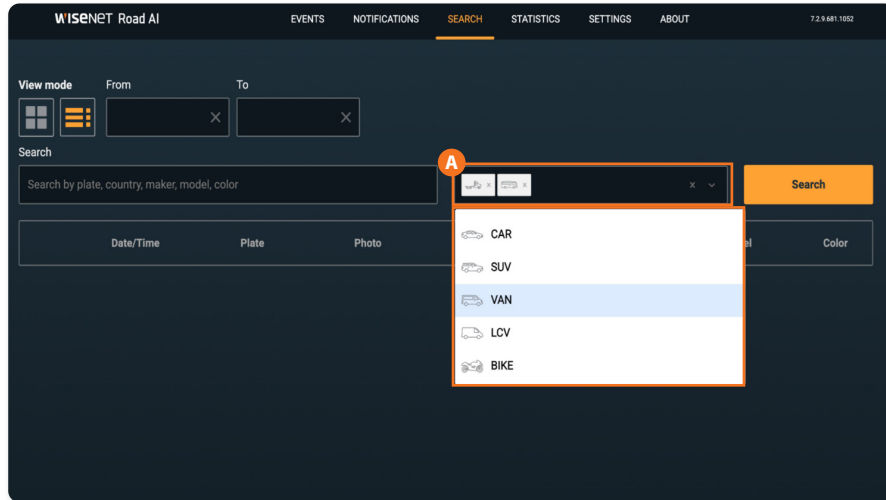 WISENET Road AI EVENTS NOTIFICATIONS SEARCH STATISTICS SETTINGS ABOUT 7.2.9.681.1052
View mode From To
Search
A
Search by plate, country, maker, model, color x x x Search
Date/Time Plate Photo el Color
CAR
SUV
VAN
LCV
BIKE